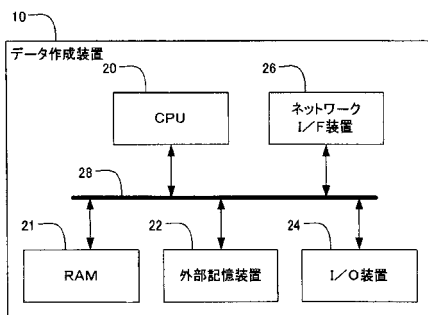 10
データ作成装置
20
CPU
26
ネットワーク
I/F装置
28
21
RAM
22
外部記憶装置
24
I/O装置